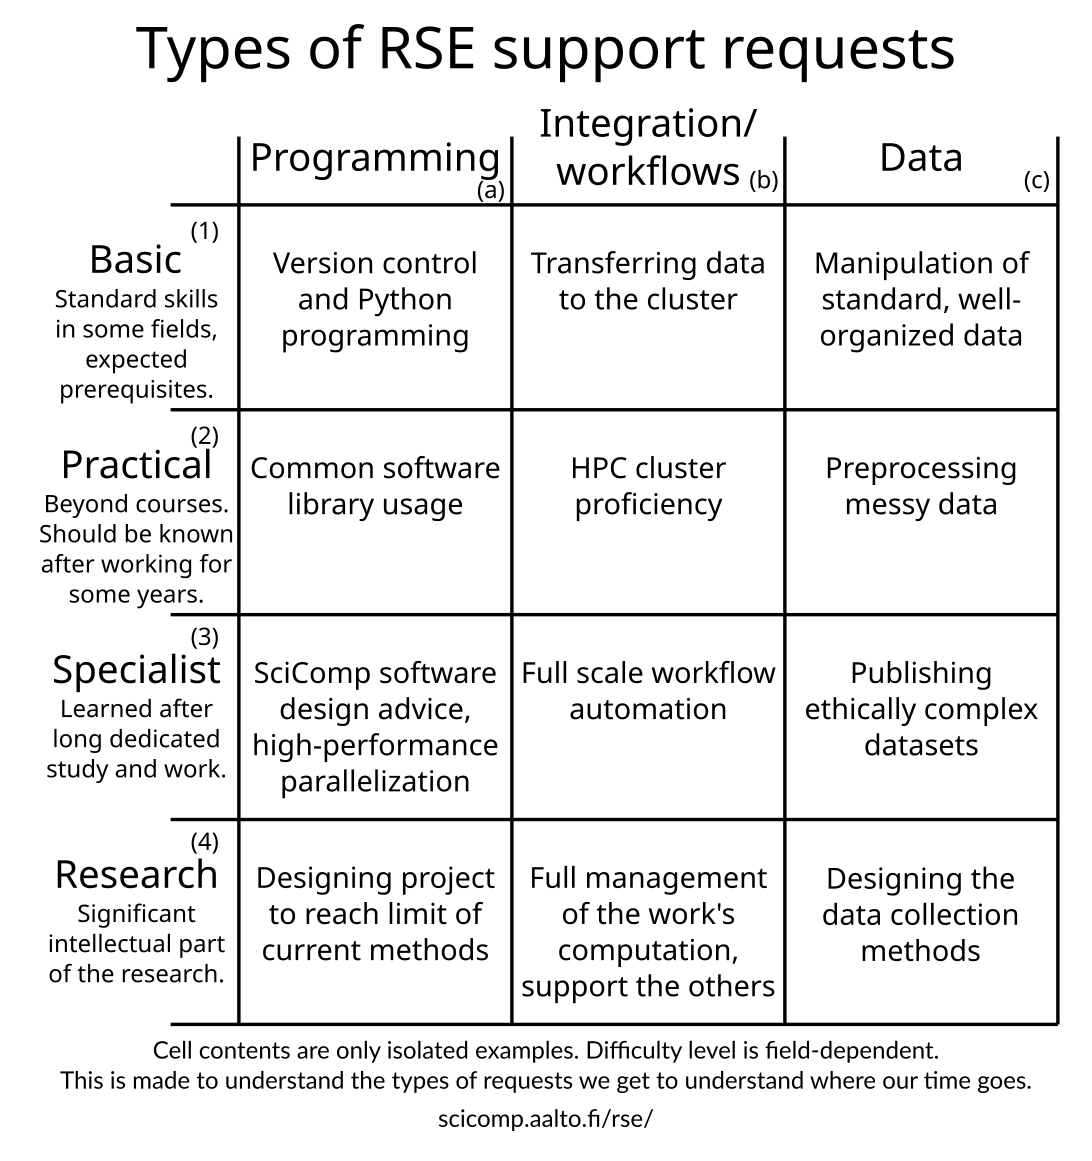 Types of RSE support requests
Programming
(a)
Integration/
workflows (b)
Data
(c)
(1)
Basic
Standard skills
in some fields,
expected
prerequisites.
Version control
and Python
programming
Transferring data
to the cluster
Manipulation of
standard, well-
organized data
(2)
Practical
Beyond courses.
Should be known
after working for
some years.
Common software
library usage
HPC cluster
proficiency
Preprocessing
messy data
(3)
Specialist
Learned after
long dedicated
study and work.
SciComp software
design advice,
high-performance
parallelization
Full scale workflow
automation
Publishing
ethically complex
datasets
(4)
Research
Significant
intellectual part
of the research.
Designing project
to reach limit of
current methods
Full management
of the work's
computation,
support the others
Designing the
data collection
methods
Cell contents are only isolated examples. Difficulty level is field-dependent.
This is made to understand the types of requests we get to understand where our time goes.
scicomp.aalto.fi/rse/